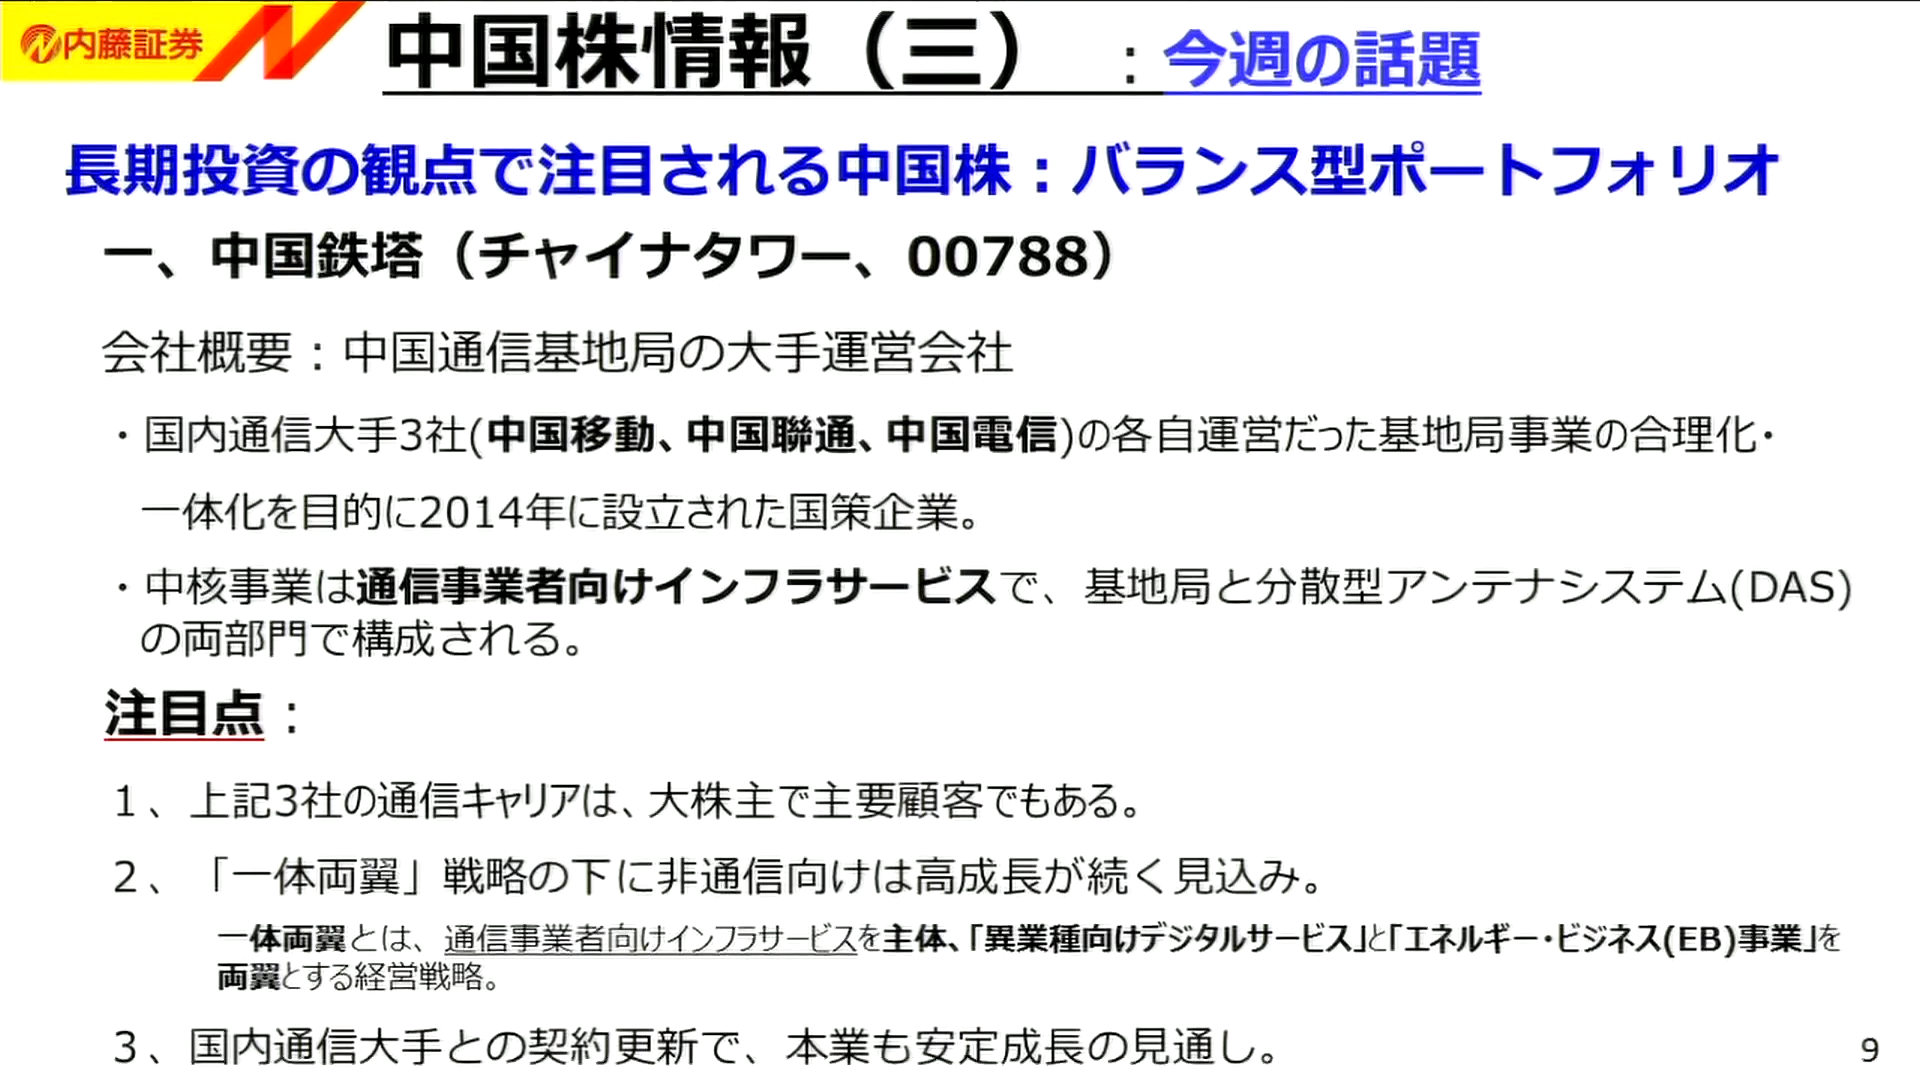 内藤証券
中国株情報（三）：今週の話題
長期投資の観点で注目される中国株：バランス型ポートフォリオ
一、中国鉄塔（チャイナタワー、00788）
会社概要：中国通信基地局の大手運営会社
・国内通信大手3社(中国移動、中国聯通、中国電信)の各自運営だった基地局事業の合理化・
一体化を目的に2014年に設立された国策企業。
・中核事業は通信事業者向けインフラサービスで、基地局と分散型アンテナシステム(DAS)
の両部門で構成される。
注目点：
１、上記3社の通信キャリアは、大株主で主要顧客でもある。
２、「一体両翼」戦略の下に非通信向けは高成長が続く見込み。
一体両翼とは、通信事業者向けインフラサービスを主体、「異業種向けデジタルサービス」と「エネルギー・ビジネス(EB)事業」を
両翼とする経営戦略。
３、国内通信大手との契約更新で、本業も安定成長の見通し。
9